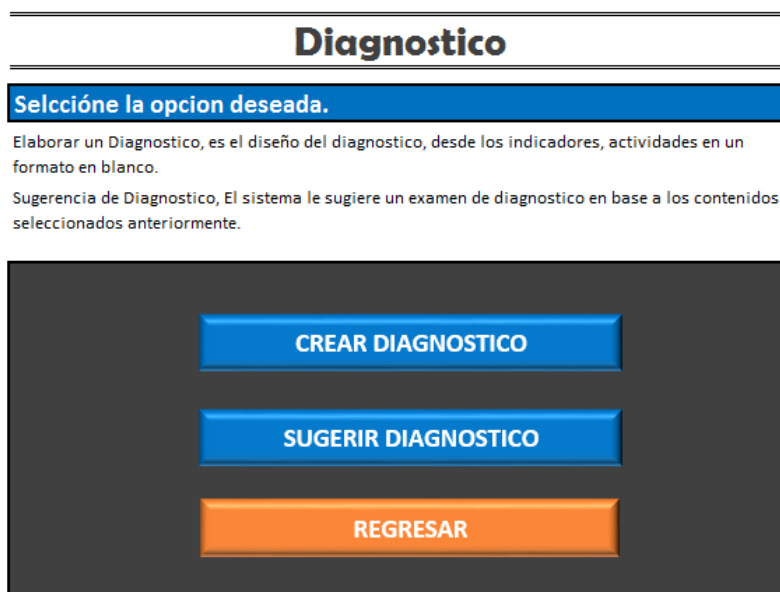 Diagnostico
Selccióne la opcion deseada.
Elaborar un Diagnostico, es el diseño del diagnostico, desde los indicadores, actividades en un
formato en blanco.
Sugerencia de Diagnostico, El sistema le sugiere un examen de diagnostico en base a los contenidos
seleccionados anteriormente.
CREAR DIAGNOSTICO
SUGERIR DIAGNOSTICO
REGRESAR